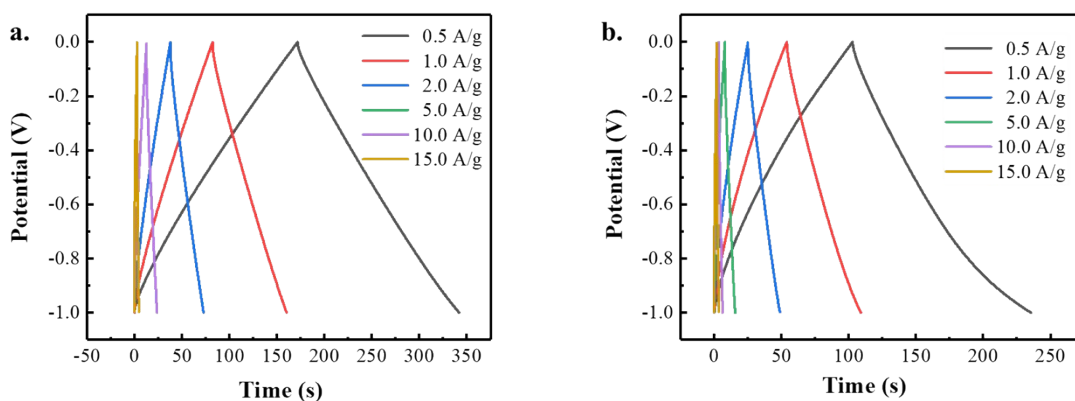 a.
Potential (V)
0.0
-0.2
-0.4
-0.6
-0.8
-1.0
0.5 A/g
1.0 A/g
2.0 A/g
5.0 A/g
10.0 A/g
15.0 A/g
-50 0 50 100 150 200 250 300 350
Time (s)
b.
Potential (V)
0.0
-0.2
-0.4
-0.6
-0.8
-1.0
0.5 A/g
1.0 A/g
2.0 A/g
5.0 A/g
10.0 A/g
15.0 A/g
0 50 100 150 200 250
Time (s)